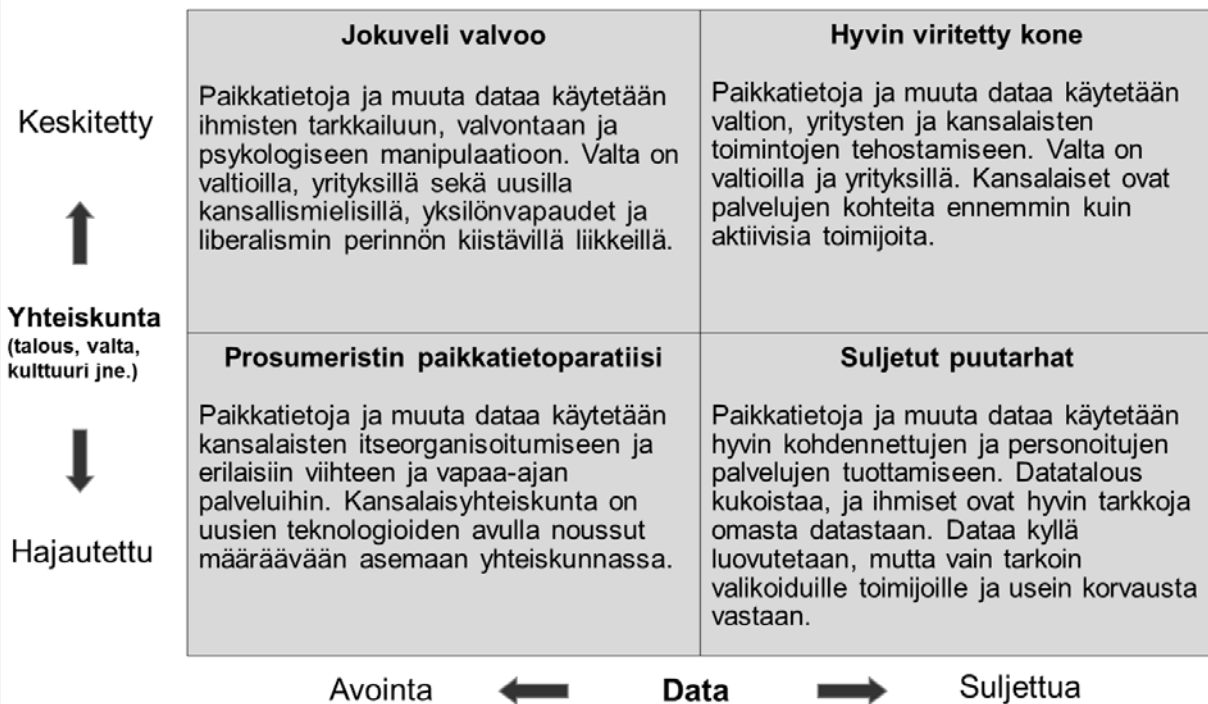 Jokuveli valvoo
Paikkatietoja ja muuta dataa käytetään
ihmisten tarkkailuun, valvontaan ja
psykologiseen manipulaatioon. Valta on
valtioilla, yrityksillä sekä uusilla
kansallismielisillä, yksilönvapaudet ja
liberalismin perinnön kiistävillä liikkeillä.
Hyvin viritetty kone
Paikkatietoja ja muuta dataa käytetään
valtion, yritysten ja kansalaisten
toimintojen tehostamiseen. Valta on
valtioilla ja yrityksillä. Kansalaiset ovat
palvelujen kohteita ennemmin kuin
aktiivisia toimijoita.
Keskitetty
Yhteiskunta
(talous, valta,
kulttuuri jne.)
Hajautettu
Prosumeristin paikkatietoparatiisi
Paikkatietoja ja muuta dataa käytetään
kansalaisten itseorganisoitumiseen ja
erilaisiin viihteen ja vapaa-ajan
palveluihin. Kansalaisyhteiskunta on
uusien teknologioiden avulla noussut
määräävään asemaan yhteiskunnassa.
Suljetut puutarhat
Paikkatietoja ja muuta dataa käytetään
hyvin kohdennettujen ja personoitujen
palvelujen tuottamiseen. Datatalous
kukoistaa, ja ihmiset ovat hyvin tarkkoja
omasta datastaan. Dataa kyllä
luovutetaan, mutta vain tarkoin
valikoiduille toimijoille ja usein korvausta
vastaan.
Avointa
Data
Suljettua